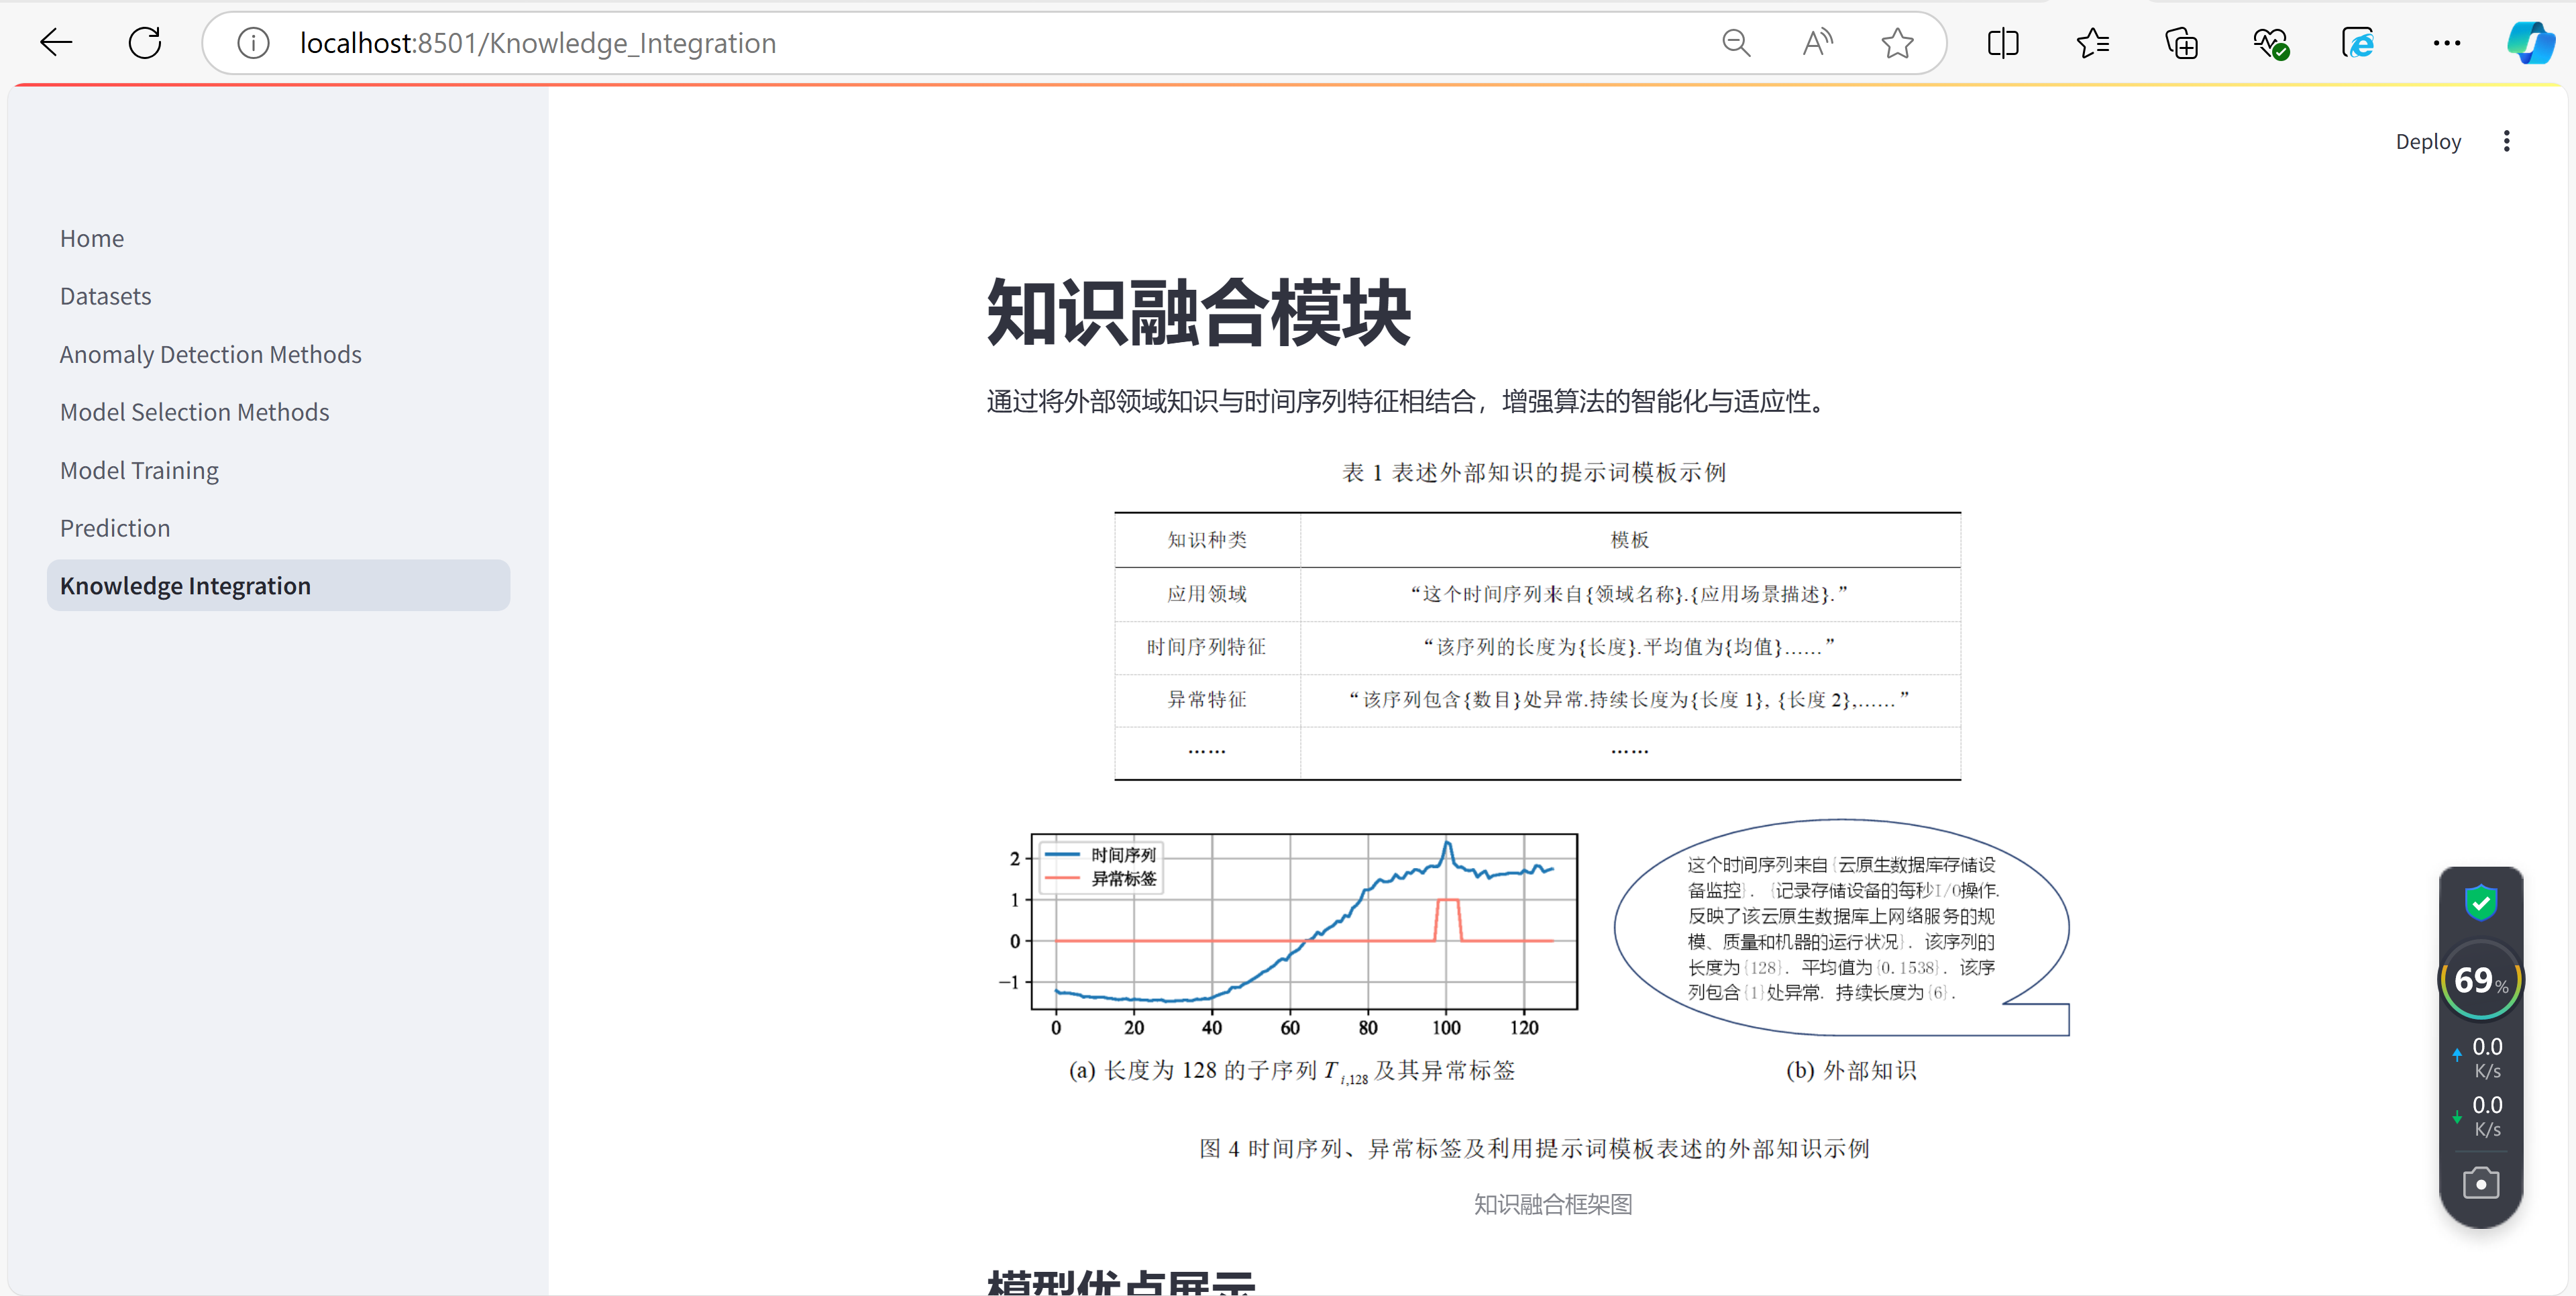 localhost:8501/Knowledge_Integration
Deploy
Home
Datasets
Anomaly Detection Methods
Model Selection Methods
Model Training
Prediction
Knowledge Integration
知识融合模块
通过将外部领域知识与时间序列特征相结合，增强算法的智能化与适应性。
表 1 表述外部知识的提示词模板示例
知识种类 模板
应用领域 “这个时间序列来自{领域名称}.{应用场景描述}.”
时间序列特征 “该序列的长度为{长度}.平均值为{均值}……”
异常特征 “该序列包含{数目}处异常.持续长度为{长度 1}, {长度 2},……”
…… ……
时间序列
异常标签
2
1
0
−1
0 20 40 60 80 100 120
(a) 长度为 128 的子序列 T i,128 及其异常标签
这个时间序列来自{云原生数据库存储设
备监控}. {记录存储设备的每秒I/O操作.
反映了该云原生数据库上网络服务的规
模、质量和机器的运行状况}. 该序列的
长度为{128}. 平均值为{0.1538}. 该序
列包含{1}处异常. 持续长度为{6}.
(b) 外部知识
图 4 时间序列、异常标签及利用提示词模板表述的外部知识示例
知识融合框架图
模型优点展示
69%
0.0
K/s
0.0
K/s